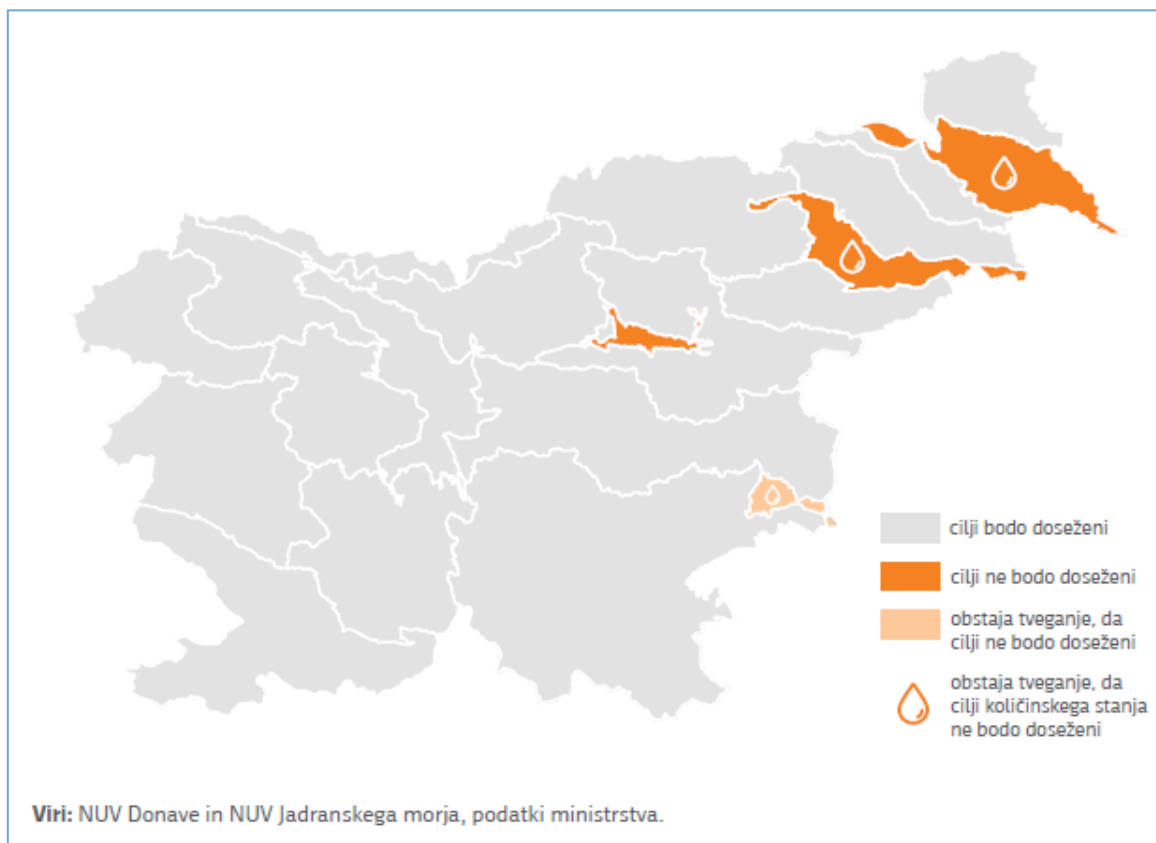 cilji bodo doseženi
cilji ne bodo doseženi
obstaja tveganje, da
cilji ne bodo doseženi
obstaja tveganje, da
cilji količinskega stanja
ne bodo doseženi
Viri: NUV Donave in NUV Jadranskega morja, podatki ministrstva.